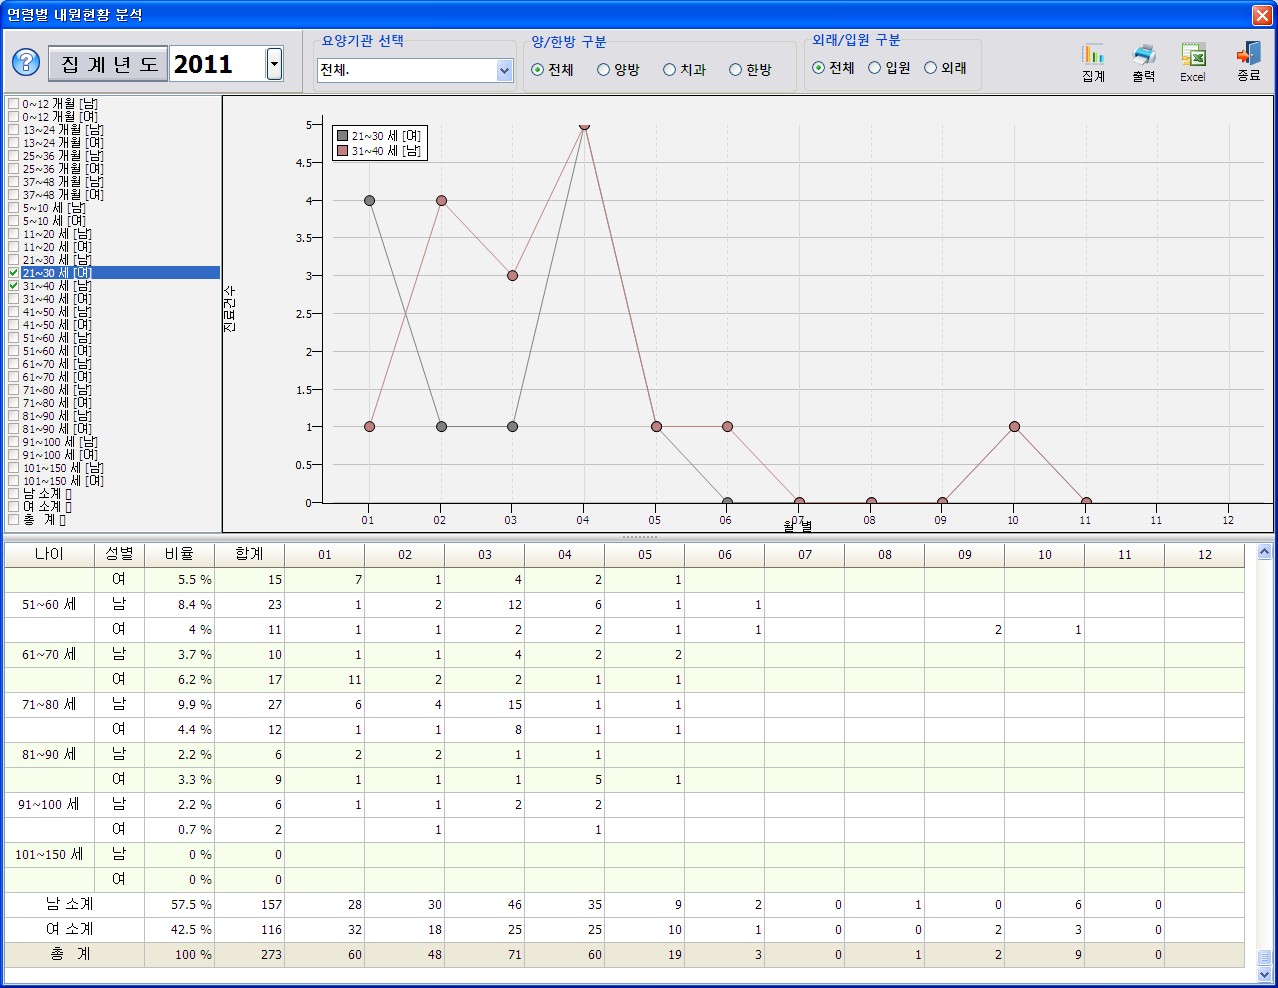 연령별 내원현황 분석
집 계 년 도 2011
요양기관 선택
전체.
양/한방 구분
전체 양방 치과 한방
외래/입원 구분
전체 입원 외래
집계 출력 Excel 종료
0~12 개월 [남]
0~12 개월 [여]
13~24 개월 [남]
13~24 개월 [여]
25~36 개월 [남]
25~36 개월 [여]
37~48 개월 [남]
37~48 개월 [여]
5~10 세 [남]
5~10 세 [여]
11~20 세 [남]
11~20 세 [여]
21~30 세 [남]
21~30 세 [여]
31~40 세 [남]
31~40 세 [여]
41~50 세 [남]
41~50 세 [여]
51~60 세 [남]
51~60 세 [여]
61~70 세 [남]
61~70 세 [여]
71~80 세 [남]
71~80 세 [여]
81~90 세 [남]
81~90 세 [여]
91~100 세 [남]
91~100 세 [여]
101~150 세 [남]
101~150 세 [여]
남 소계 []
여 소계 []
총 계 []
진료건수
21~30 세 [여]
31~40 세 [남]
5
4.5
4
3.5
3
2.5
2
1.5
1
0.5
0
01 02 03 04 05 06 07 08 09 10 11 11 12
월 별
나이 성별 비율 합계 01 02 03 04 05 06 07 08 09 10 11 12
여 5.5 % 15 7 1 4 2 1
51~60 세 남 8.4 % 23 1 2 12 6 1 1
여 4 % 11 1 1 2 2 1 1 2 1
61~70 세 남 3.7 % 10 1 1 4 2 2
여 6.2 % 17 11 2 2 1 1
71~80 세 남 9.9 % 27 6 4 15 1 1
여 4.4 % 12 1 1 8 1 1
81~90 세 남 2.2 % 6 2 2 1 1
여 3.3 % 9 1 1 1 5 1
91~100 세 남 2.2 % 6 1 1 2 2
여 0.7 % 2 1 1
101~150 세 남 0 % 0
여 0 % 0
남 소계 57.5 % 157 28 30 46 35 9 2 0 1 0 6 0
여 소계 42.5 % 116 32 18 25 25 10 1 0 0 2 3 0
총 계 100 % 273 60 48 71 60 19 3 0 1 2 9 0